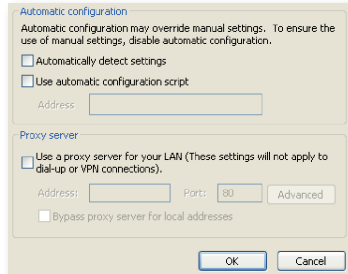 Automatic configuration
Automatic configuration may override manual settings. To ensure the
use of manual settings, disable automatic configuration.
Automatically detect settings
Use automatic configuration script
Address
Proxy server
Use a proxy server for your LAN (These settings will not apply to
dial-up or VPN connections).
Address: Port: 80 Advanced
Bypass proxy server for local addresses
OK Cancel